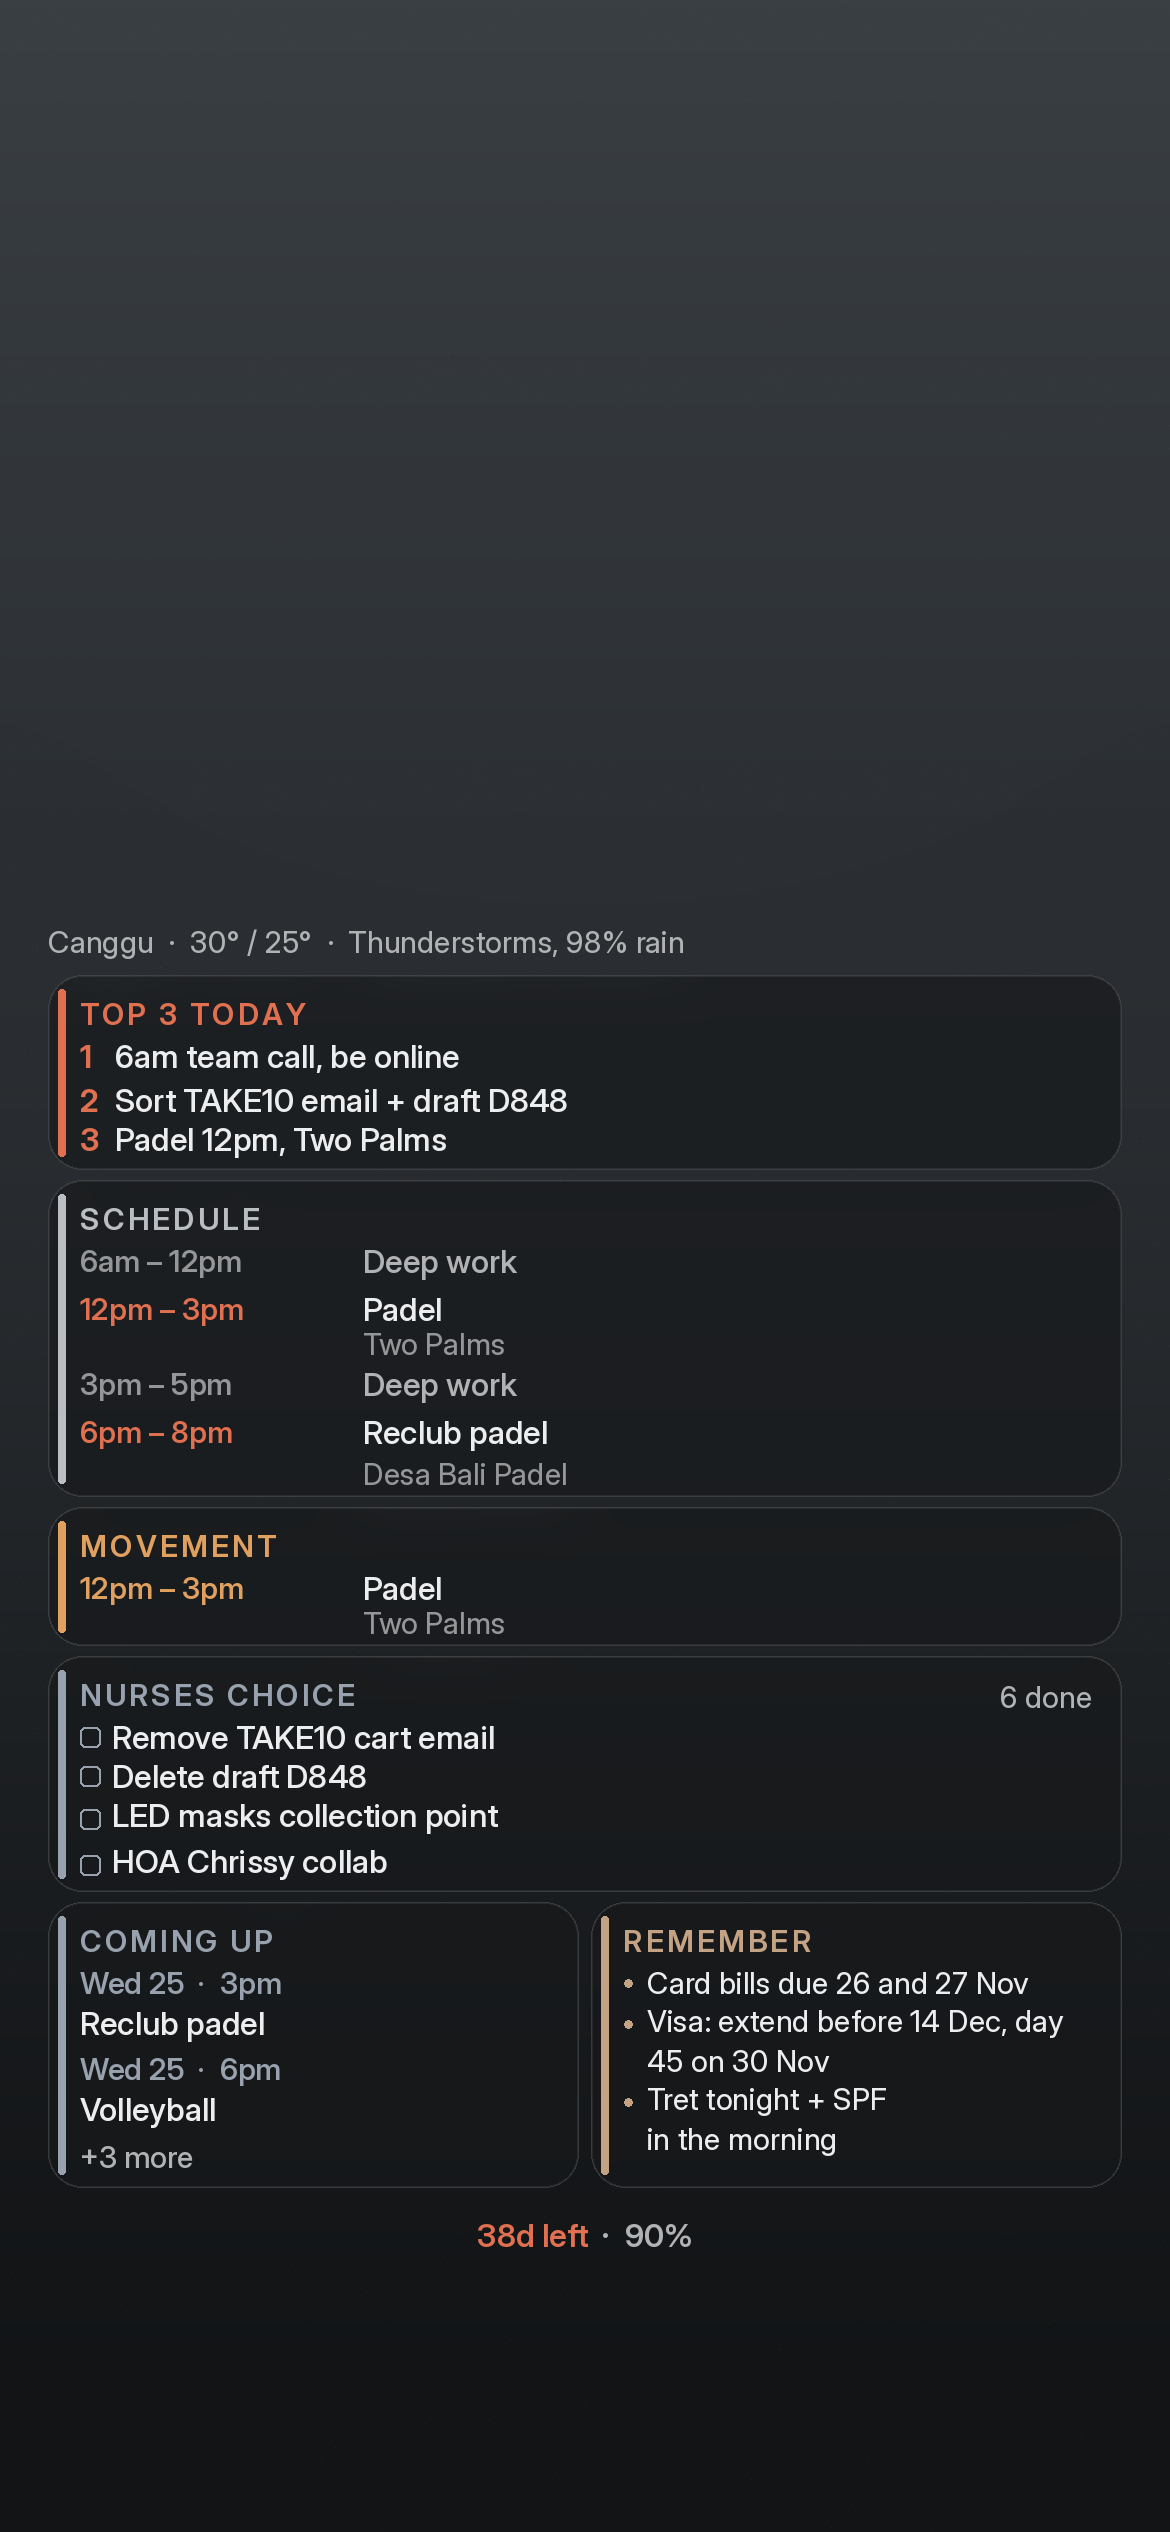 Canggu · 30° / 25° · Thunderstorms, 98% rain
TOP 3 TODAY
1 6am team call, be online
2 Sort TAKE10 email + draft D848
3 Padel 12pm, Two Palms
SCHEDULE
6am – 12pm Deep work
12pm – 3pm Padel
Two Palms
3pm – 5pm Deep work
6pm – 8pm Reclub padel
Desa Bali Padel
MOVEMENT
12pm – 3pm Padel
Two Palms
NURSES CHOICE 6 done
Remove TAKE10 cart email
Delete draft D848
LED masks collection point
HOA Chrissy collab
COMING UP
Wed 25 · 3pm
Reclub padel
Wed 25 · 6pm
Volleyball
+3 more
REMEMBER
• Card bills due 26 and 27 Nov
• Visa: extend before 14 Dec, day
45 on 30 Nov
• Tret tonight + SPF
in the morning
38d left · 90%